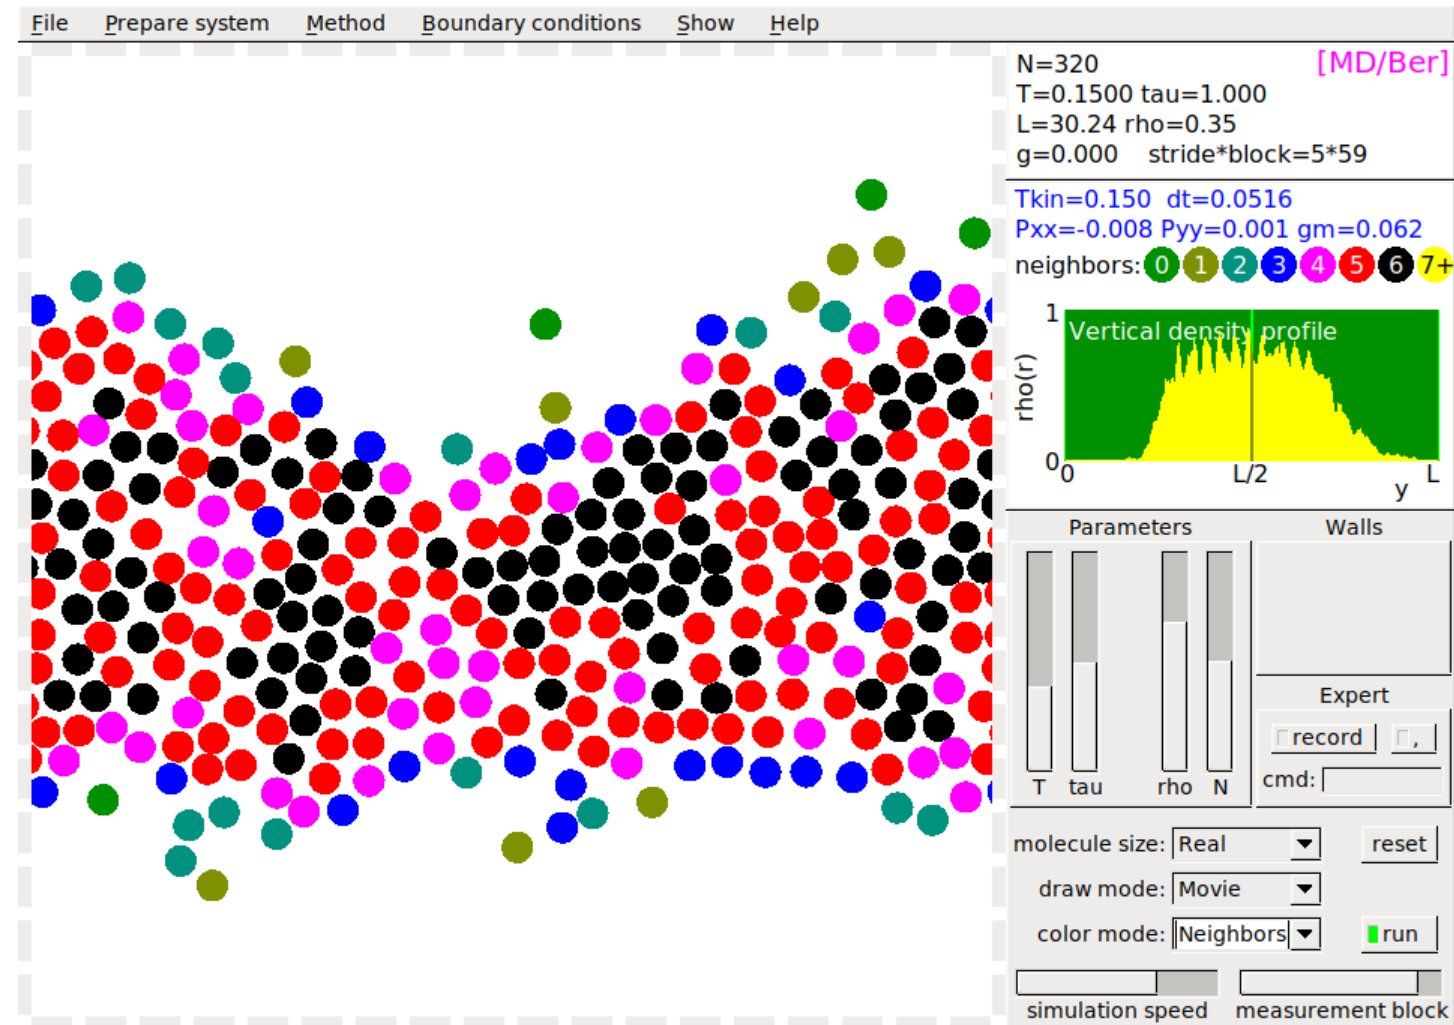 File Prepare system Method Boundary conditions Show Help
N=320 [MD/Ber]
T=0.1500 tau=1.000
L=30.24 rho=0.35
g=0.000 stride*block=5*59
Tkin=0.150 dt=0.0516
Pxx=-0.008 Pyy=0.001 gm=0.062
neighbors: 0 1 2 3 4 5 6 7+
1
Vertical density profile
rho(r)
0
0 L/2 L
y
Parameters Walls
Expert
record ,
cmd:
T tau rho N
molecule size: Real reset
draw mode: Movie
color mode: Neighbors run
simulation speed measurement block